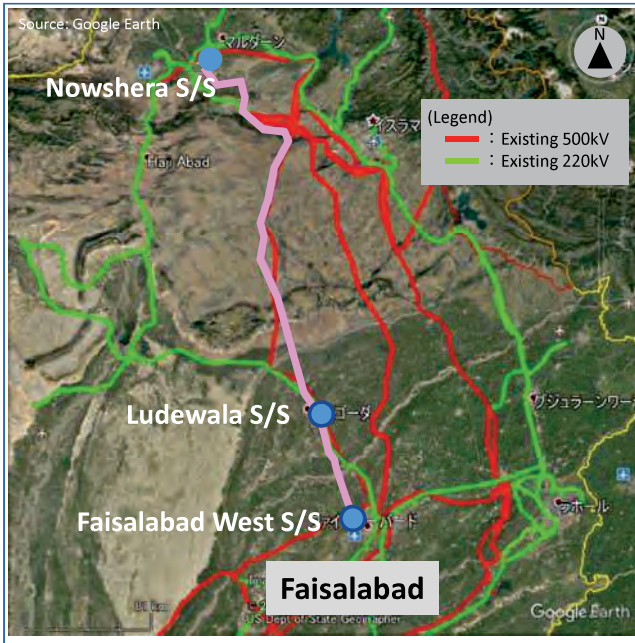 Source: Google Earth
マルダーン
N
Nowshera S/S
(Legend)
：Existing 500kV
：Existing 220kV
イスラマ
Haji Abad
Ludewala S/S
ゴーダ
グジュラーンワー
Faisalabad West S/S
バード
ラホール
Faisalabad
US Dept of State Geographer
Google Earth